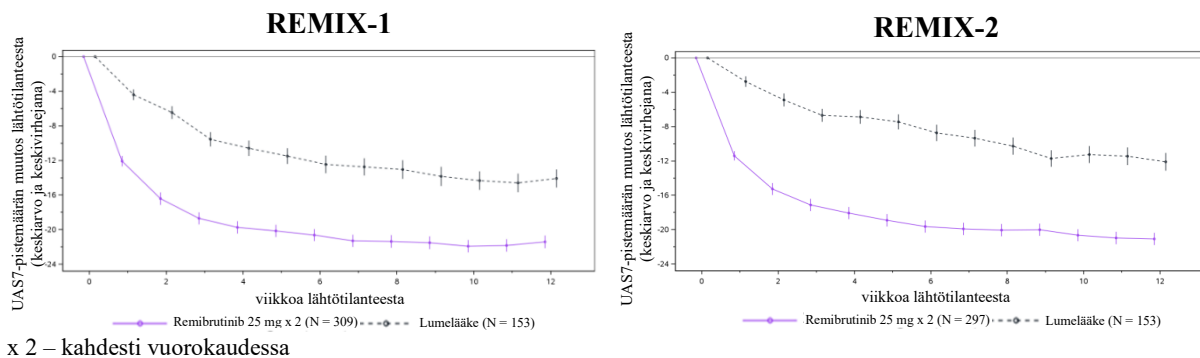 REMIX-1
UAS7-pistemäärän muutos lähtötilanteesta
(keskiarvo ja keskivirhejana)
0
-4
-8
-12
-16
-20
-24
0 2 4 6 8 10 12
viikkoa lähtötilanteesta
Remibrutinib 25 mg x 2 (N = 309) Lumelääke (N = 153)
REMIX-2
UAS7-pistemäärän muutos lähtötilanteesta
(keskiarvo ja keskivirhejana)
0
-4
-8
-12
-16
-20
-24
0 2 4 6 8 10 12
viikkoa lähtötilanteesta
Remibrutinib 25 mg x 2 (N = 297) Lumelääke (N = 153)
x 2 – kahdesti vuorokaudessa